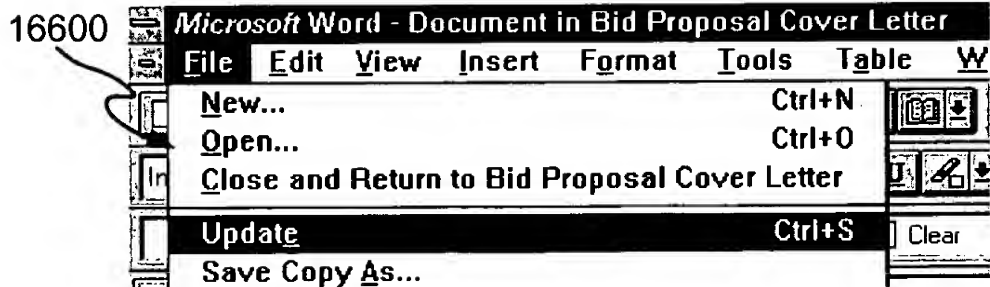 16600
Microsoft Word - Document in Bid Proposal Cover Letter
File Edit View Insert Format Tools Table W
New... Ctrl+N
Open... Ctrl+O
In
Close and Return to Bid Proposal Cover Letter
U
Update Ctrl+S
Clear
Save Copy As...